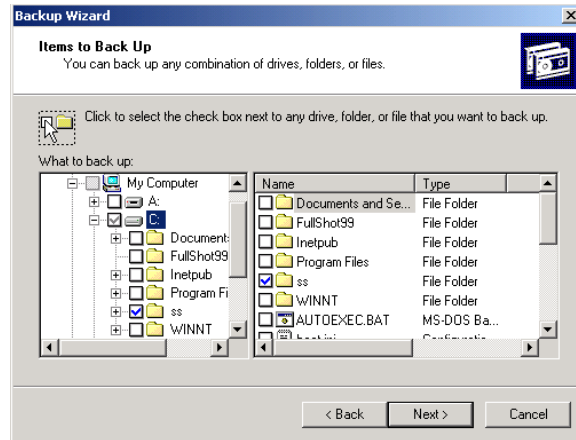 Backup Wizard
Items to Back Up
You can back up any combination of drives, folders, or files.
Click to select the check box next to any drive, folder, or file that you want to back up.
What to back up:
My Computer
A:
C:
Document
FullShot99
Inetpub
Program Fi
ss
WINNT
Name Type
Documents and Se... File Folder
FullShot99 File Folder
Inetpub File Folder
Program Files File Folder
ss File Folder
WINNT File Folder
AUTOEXEC.BAT MS-DOS Ba...
< Back Next > Cancel